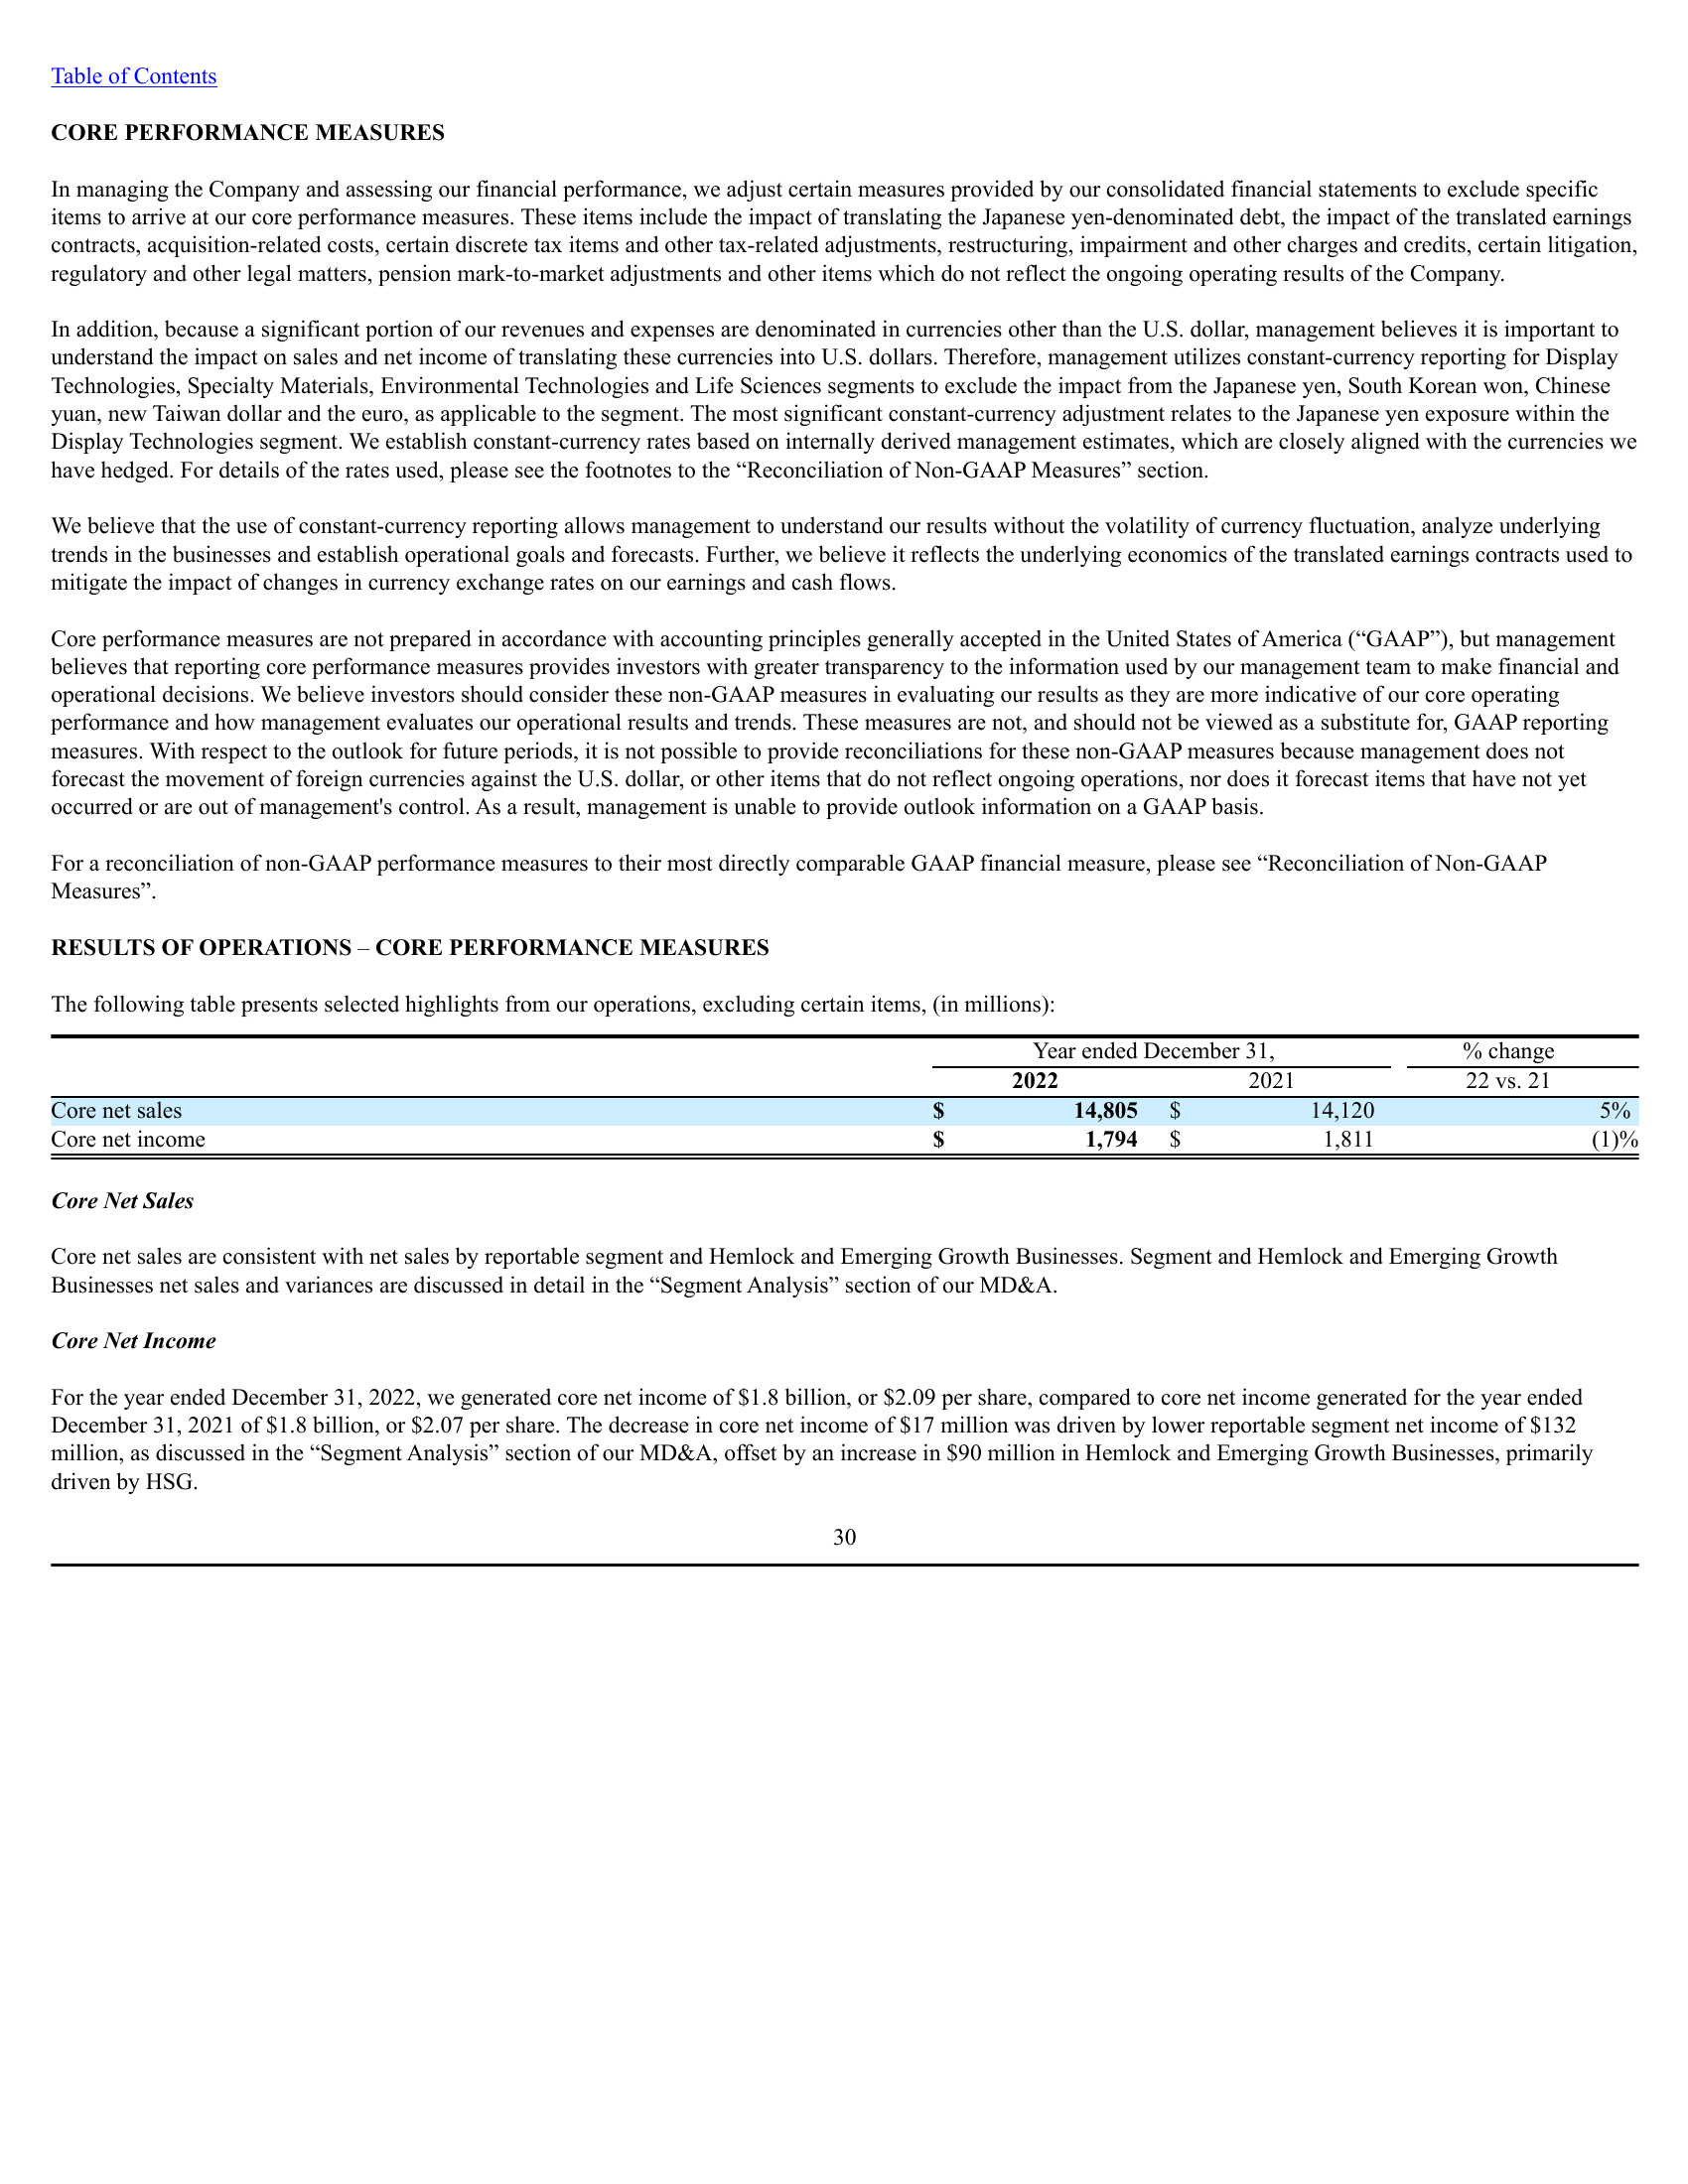 Table of Contents
CORE PERFORMANCE MEASURES
In managing the Company and assessing our financial performance, we adjust certain measures provided by our consolidated financial statements to exclude specific
items to arrive at our core performance measures. These items include the impact of translating the Japanese yen-denominated debt, the impact of the translated earnings
contracts, acquisition-related costs, certain discrete tax items and other tax-related adjustments, restructuring, impairment and other charges and credits, certain litigation,
regulatory and other legal matters, pension mark-to-market adjustments and other items which do not reflect the ongoing operating results of the Company.
In addition, because a significant portion of our revenues and expenses are denominated in currencies other than the U.S. dollar, management believes it is important to
understand the impact on sales and net income of translating these currencies into U.S. dollars. Therefore, management utilizes constant-currency reporting for Display
Technologies, Specialty Materials, Environmental Technologies and Life Sciences segments to exclude the impact from the Japanese yen, South Korean won, Chinese
yuan, new Taiwan dollar and the euro, as applicable to the segment. The most significant constant-currency adjustment relates to the Japanese yen exposure within the
Display Technologies segment. We establish constant-currency rates based on internally derived management estimates, which are closely aligned with the currencies we
have hedged. For details of the rates used, please see the footnotes to the “Reconciliation of Non-GAAP Measures” section.
We believe that the use of constant-currency reporting allows management to understand our results without the volatility of currency fluctuation, analyze underlying
trends in the businesses and establish operational goals and forecasts. Further, we believe it reflects the underlying economics of the translated earnings contracts used to
mitigate the impact of changes in currency exchange rates on our earnings and cash flows.
Core performance measures are not prepared in accordance with accounting principles generally accepted in the United States of America (“GAAP”), but management
believes that reporting core performance measures provides investors with greater transparency to the information used by our management team to make financial and
operational decisions. We believe investors should consider these non-GAAP measures in evaluating our results as they are more indicative of our core operating
performance and how management evaluates our operational results and trends. These measures are not, and should not be viewed as a substitute for, GAAP reporting
measures. With respect to the outlook for future periods, it is not possible to provide reconciliations for these non-GAAP measures because management does not
forecast the movement of foreign currencies against the U.S. dollar, or other items that do not reflect ongoing operations, nor does it forecast items that have not yet
occurred or are out of management's control. As a result, management is unable to provide outlook information on a GAAP basis.
For a reconciliation of non-GAAP performance measures to their most directly comparable GAAP financial measure, please see “Reconciliation of Non-GAAP
Measures”.
RESULTS OF OPERATIONS – CORE PERFORMANCE MEASURES
The following table presents selected highlights from our operations, excluding certain items, (in millions):
Year ended December 31, % change
2022 2021 22 vs. 21
Core net sales $ 14,805 $ 14,120 5%
Core net income $ 1,794 $ 1,811 (1)%
Core Net Sales
Core net sales are consistent with net sales by reportable segment and Hemlock and Emerging Growth Businesses. Segment and Hemlock and Emerging Growth
Businesses net sales and variances are discussed in detail in the “Segment Analysis” section of our MD&A.
Core Net Income
For the year ended December 31, 2022, we generated core net income of $1.8 billion, or $2.09 per share, compared to core net income generated for the year ended
December 31, 2021 of $1.8 billion, or $2.07 per share. The decrease in core net income of $17 million was driven by lower reportable segment net income of $132
million, as discussed in the “Segment Analysis” section of our MD&A, offset by an increase in $90 million in Hemlock and Emerging Growth Businesses, primarily
driven by HSG.
30